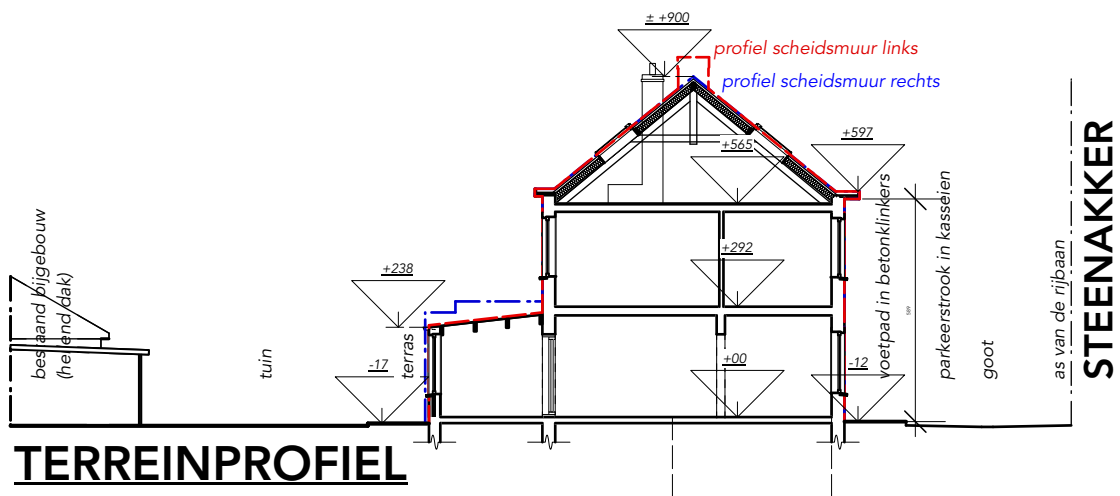 ± +900
profiel scheidsmuur links
profiel scheidsmuur rechts
+597
+565
+292
+238
+00
-17
-12
bestaand bijgebouw
(hellend dak)
tuin
terras
voetpad in betonklinkers
parkeerstrook in kasseien
goot
as van de rijbaan
STEENAKKER
TERREINPROFIEL